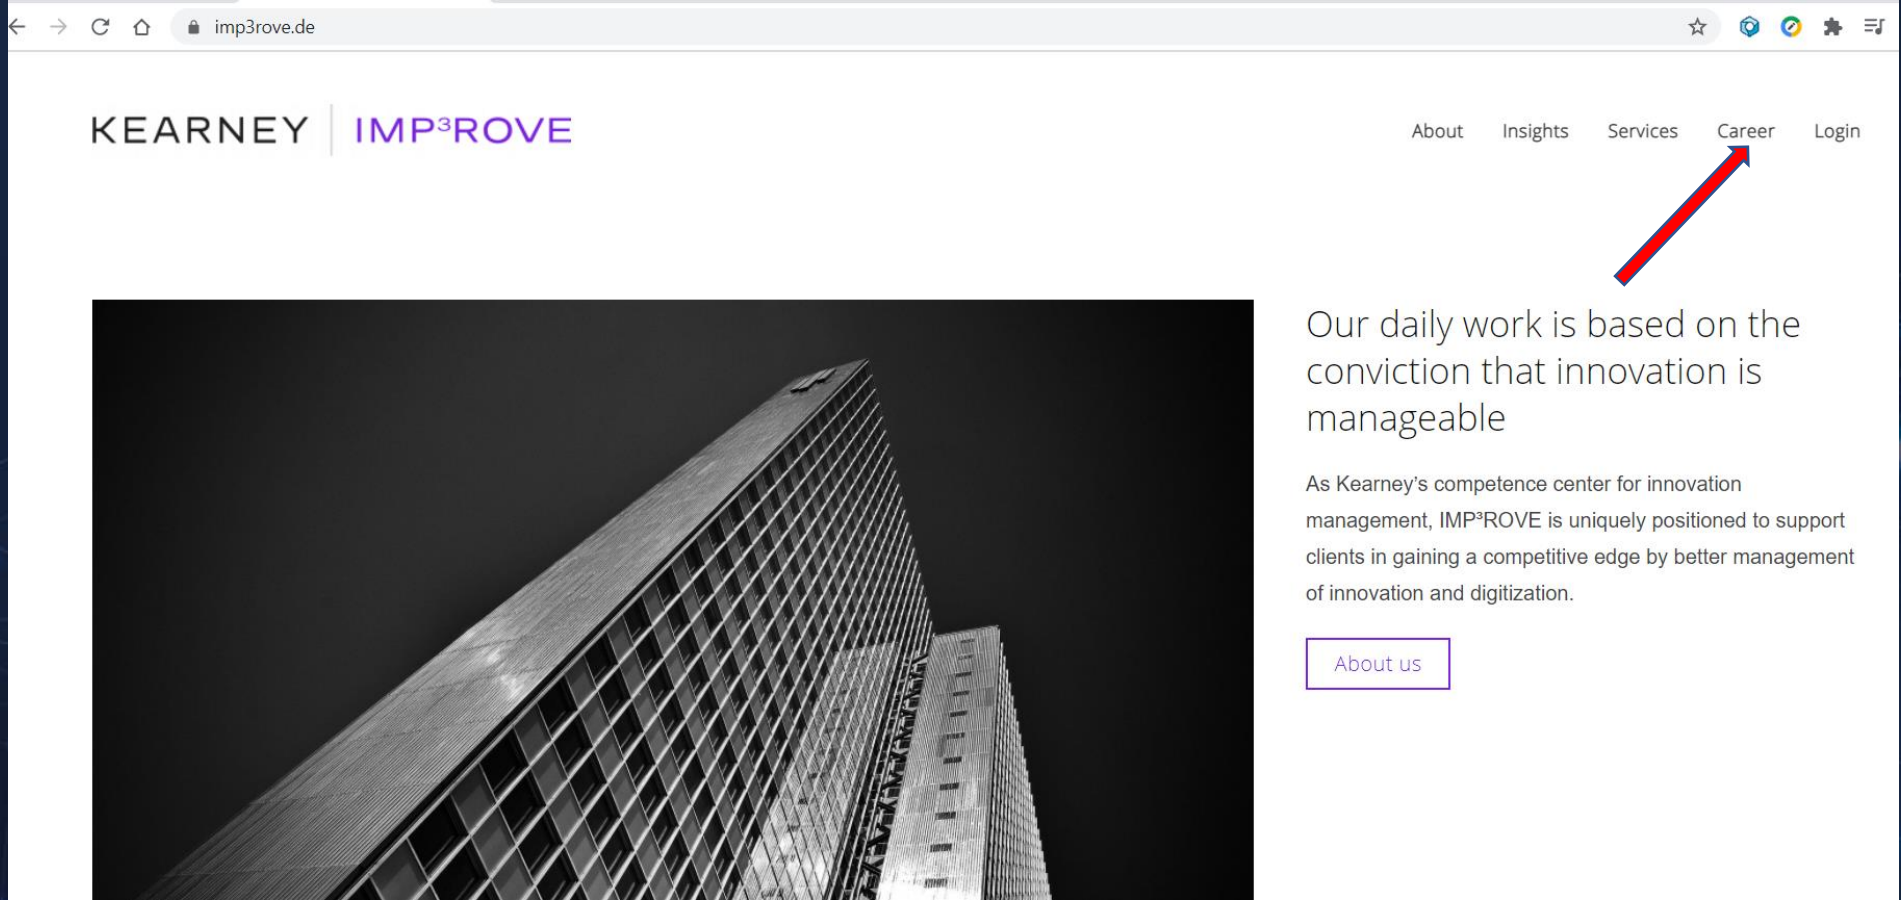 imp3rove.de
KEARNEY | IMP³ROVE
About Insights Services Career Login
Our daily work is based on the
conviction that innovation is
manageable
As Kearney’s competence center for innovation
management, IMP³ROVE is uniquely positioned to support
clients in gaining a competitive edge by better management
of innovation and digitization.
About us